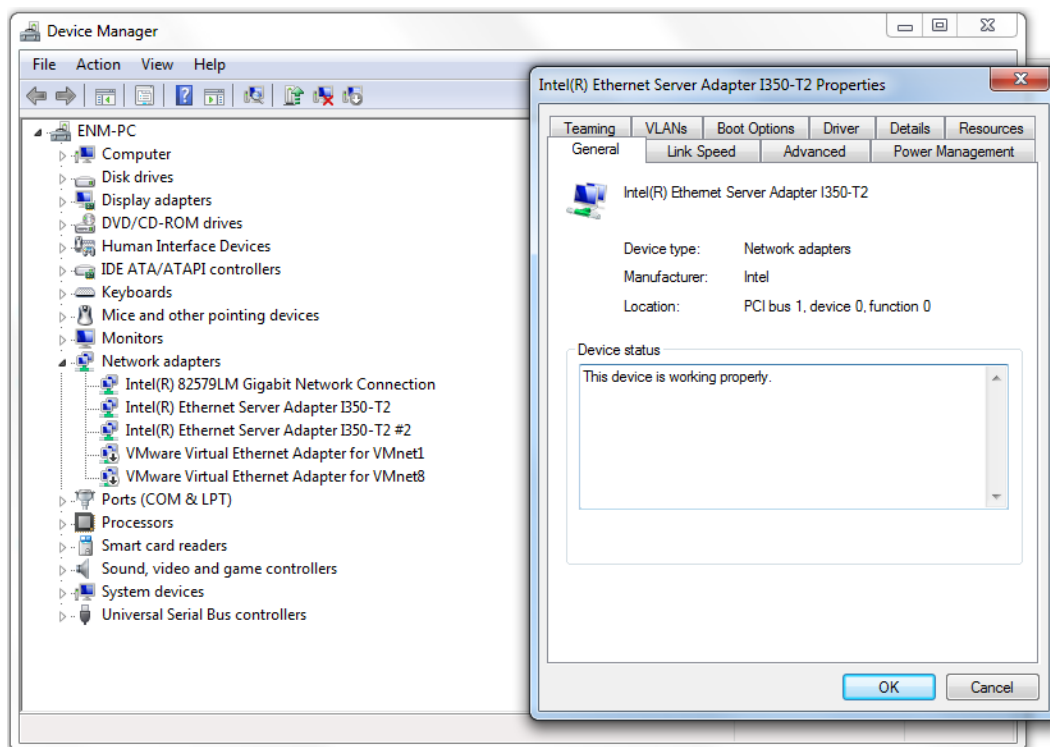 Device Manager
File Action View Help
ENM-PC
Computer
Disk drives
Display adapters
DVD/CD-ROM drives
Human Interface Devices
IDE ATA/ATAPI controllers
Keyboards
Mice and other pointing devices
Monitors
Network adapters
Intel(R) 82579LM Gigabit Network Connection
Intel(R) Ethernet Server Adapter I350-T2
Intel(R) Ethernet Server Adapter I350-T2 #2
VMware Virtual Ethernet Adapter for VMnet1
VMware Virtual Ethernet Adapter for VMnet8
Ports (COM & LPT)
Processors
Smart card readers
Sound, video and game controllers
System devices
Universal Serial Bus controllers
Intel(R) Ethernet Server Adapter I350-T2 Properties
Teaming VLANs Boot Options Driver Details Resources
General Link Speed Advanced Power Management
Intel(R) Ethernet Server Adapter I350-T2
Device type: Network adapters
Manufacturer: Intel
Location: PCI bus 1, device 0, function 0
Device status
This device is working properly.
OK Cancel